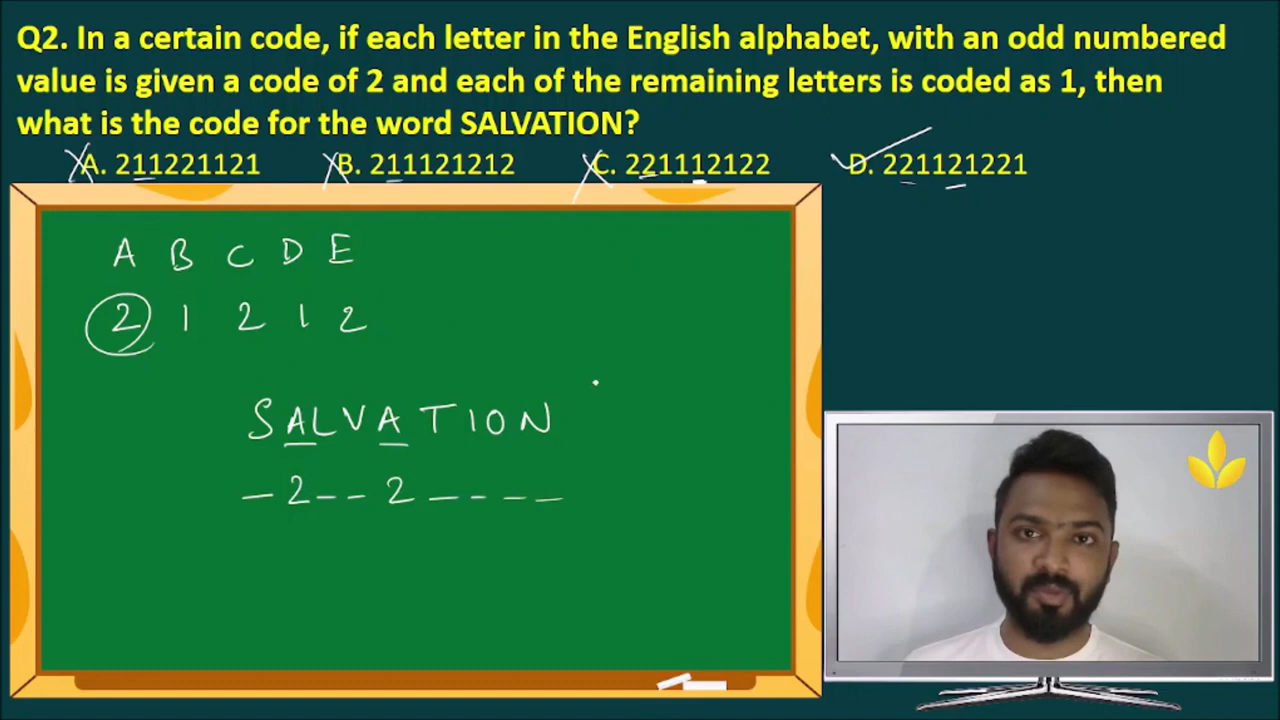 Q2. In a certain code, if each letter in the English alphabet, with an odd numbered
value is given a code of 2 and each of the remaining letters is coded as 1, then
what is the code for the word SALVATION?
A. 211221121 B. 211121212 C. 221112122 D. 221121221
A B C D E
2 1 2 1 2
SALVATION
_ 2 _ _ 2 _ _ _ _